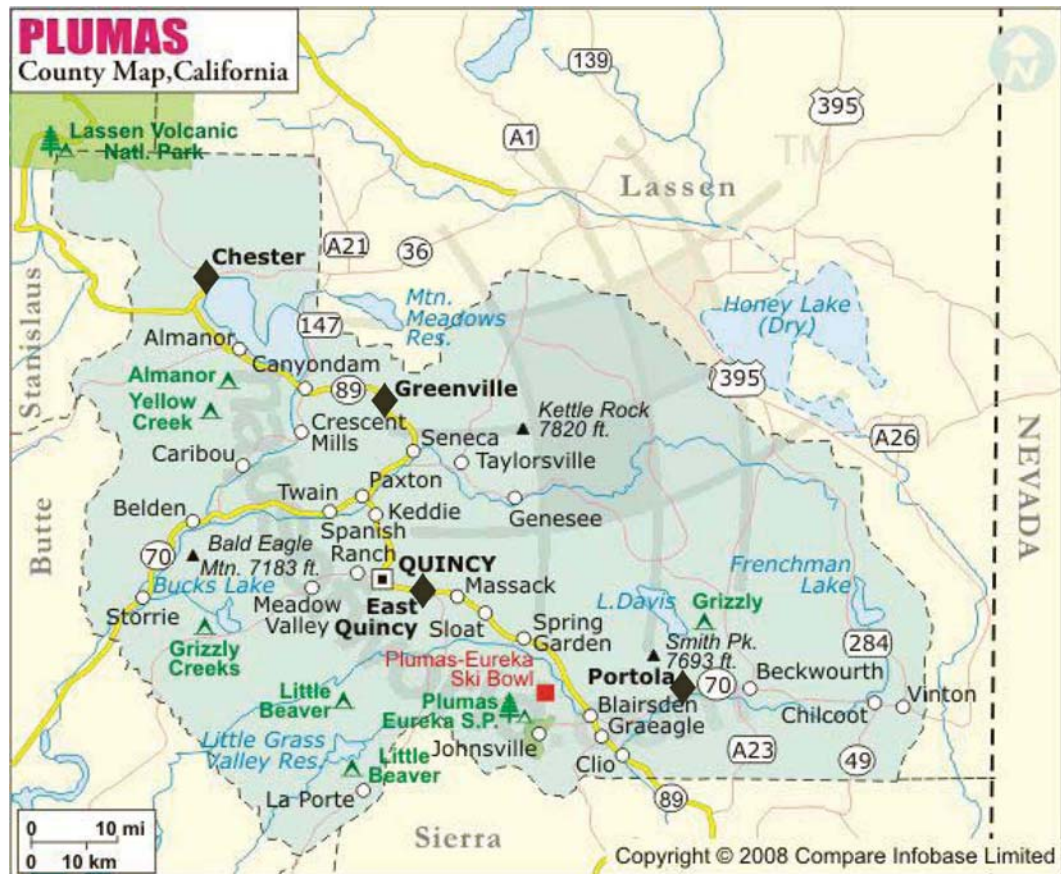 PLUMAS
County Map,California
N
139
395
A1
TM
Lassen Volcanic
Natl. Park
Lassen
Chester
A21
36
Stanislaus
Mtn.
Meadows
Res.
Honey Lake
(Dry)
147
Almanor
Canyondam
395
Almanor
89
Greenville
Yellow
Creek
Crescent
Mills
Kettle Rock
7820 ft.
A26
NEVADA
Seneca
Caribou
Taylorsville
Paxton
Twain
Belden
Keddie
Genesee
Butte
Spanish
Ranch
70
Bald Eagle
Mtn. 7183 ft.
QUINCY
Frenchman
Lake
Bucks Lake
Massack
East
Quincy
Meadow
Valley
L.Davis
Grizzly
Storrie
Sloat
Spring
Garden
Grizzly
Creeks
Smith Pk.
7693 ft.
284
Plumas-Eureka
Ski Bowl
Portola
70
Beckwourth
Little
Beaver
Plumas
Eureka S.P.
Blairsden
Vinton
Graeagle
Chilcoot
Little Grass
Valley Res.
Johnsville
Clio
A23
49
Little
Beaver
La Porte
89
0 10 mi
0 10 km
Sierra
Copyright © 2008 Compare Infobase Limited